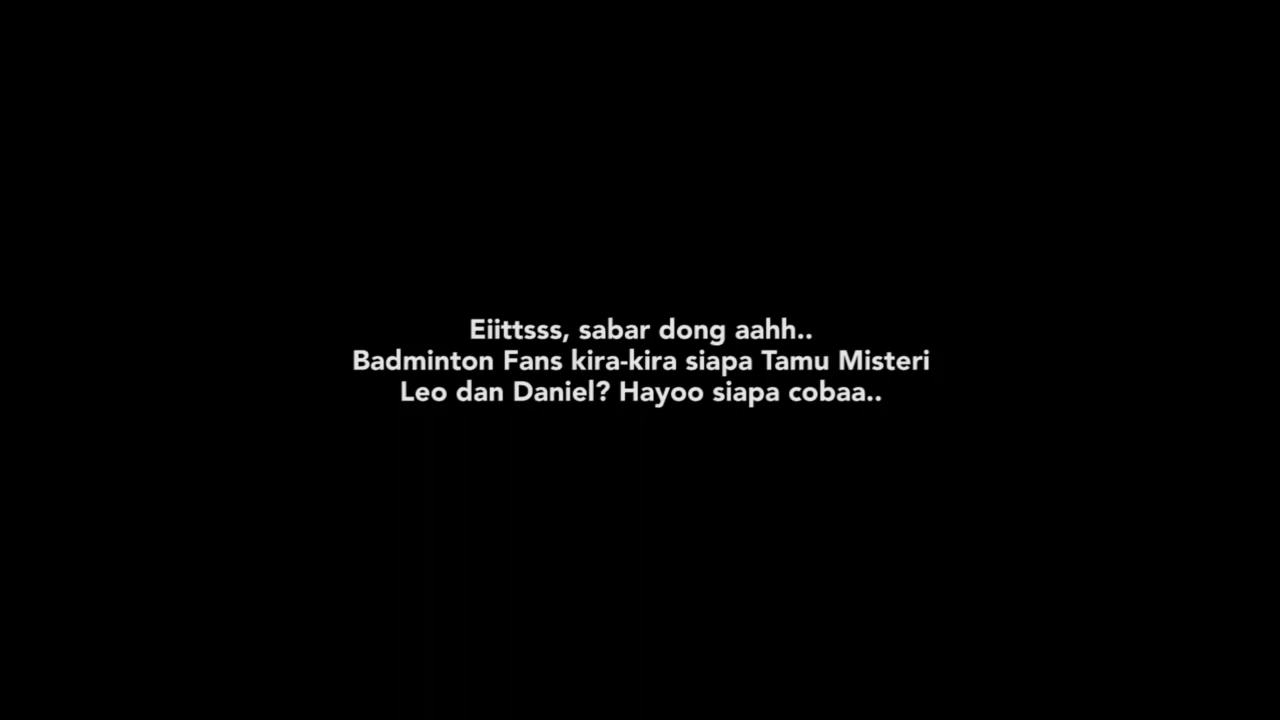 Eiittsss, sabar dong aahh..
Badminton Fans kira-kira siapa Tamu Misteri
Leo dan Daniel? Hayoo siapa cobaa..